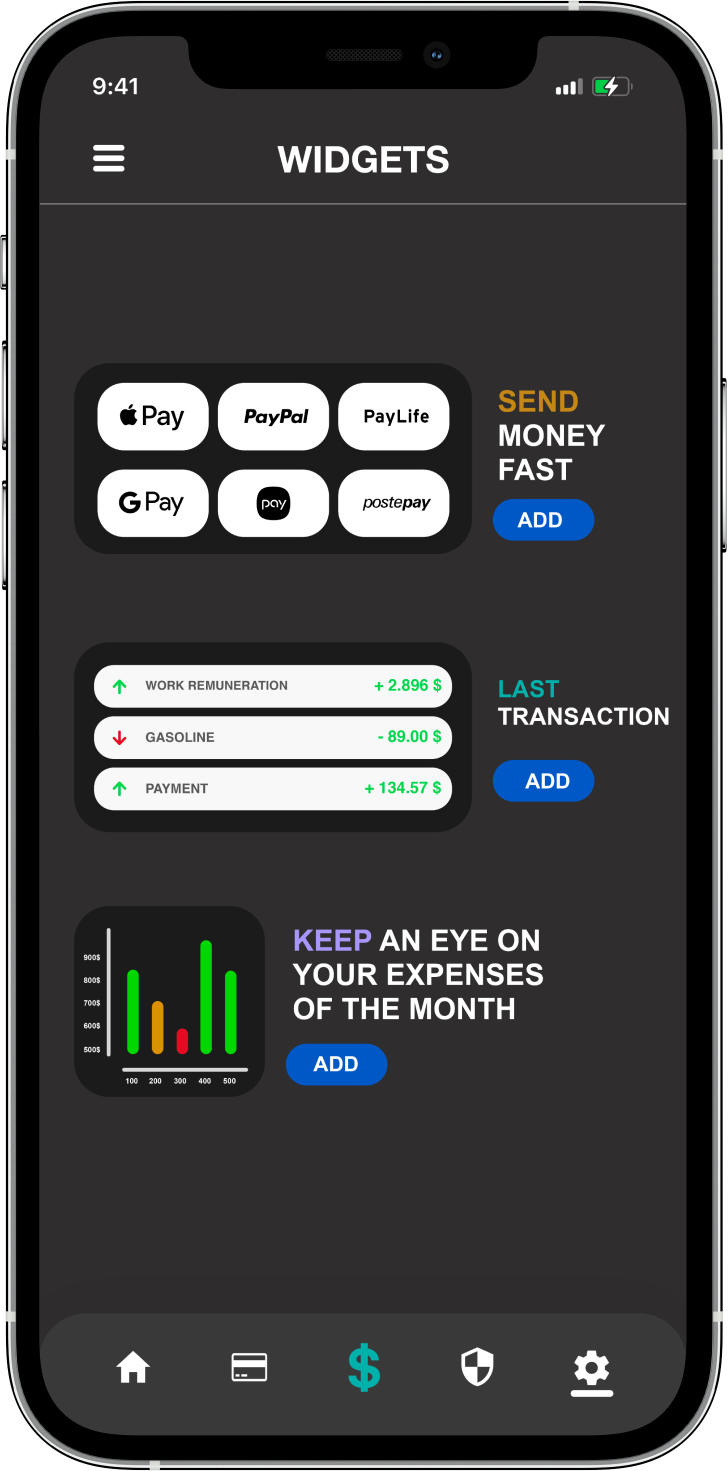 9:41
WIDGETS
Pay
PayPal
PayLife
G Pay
pay
postepay
SEND
MONEY
FAST
ADD
WORK REMUNERATION + 2.896 $
GASOLINE - 89.00 $
PAYMENT + 134.57 $
LAST
TRANSACTION
ADD
900$
800$
700$
600$
500$
100 200 300 400 500
KEEP AN EYE ON
YOUR EXPENSES
OF THE MONTH
ADD
$